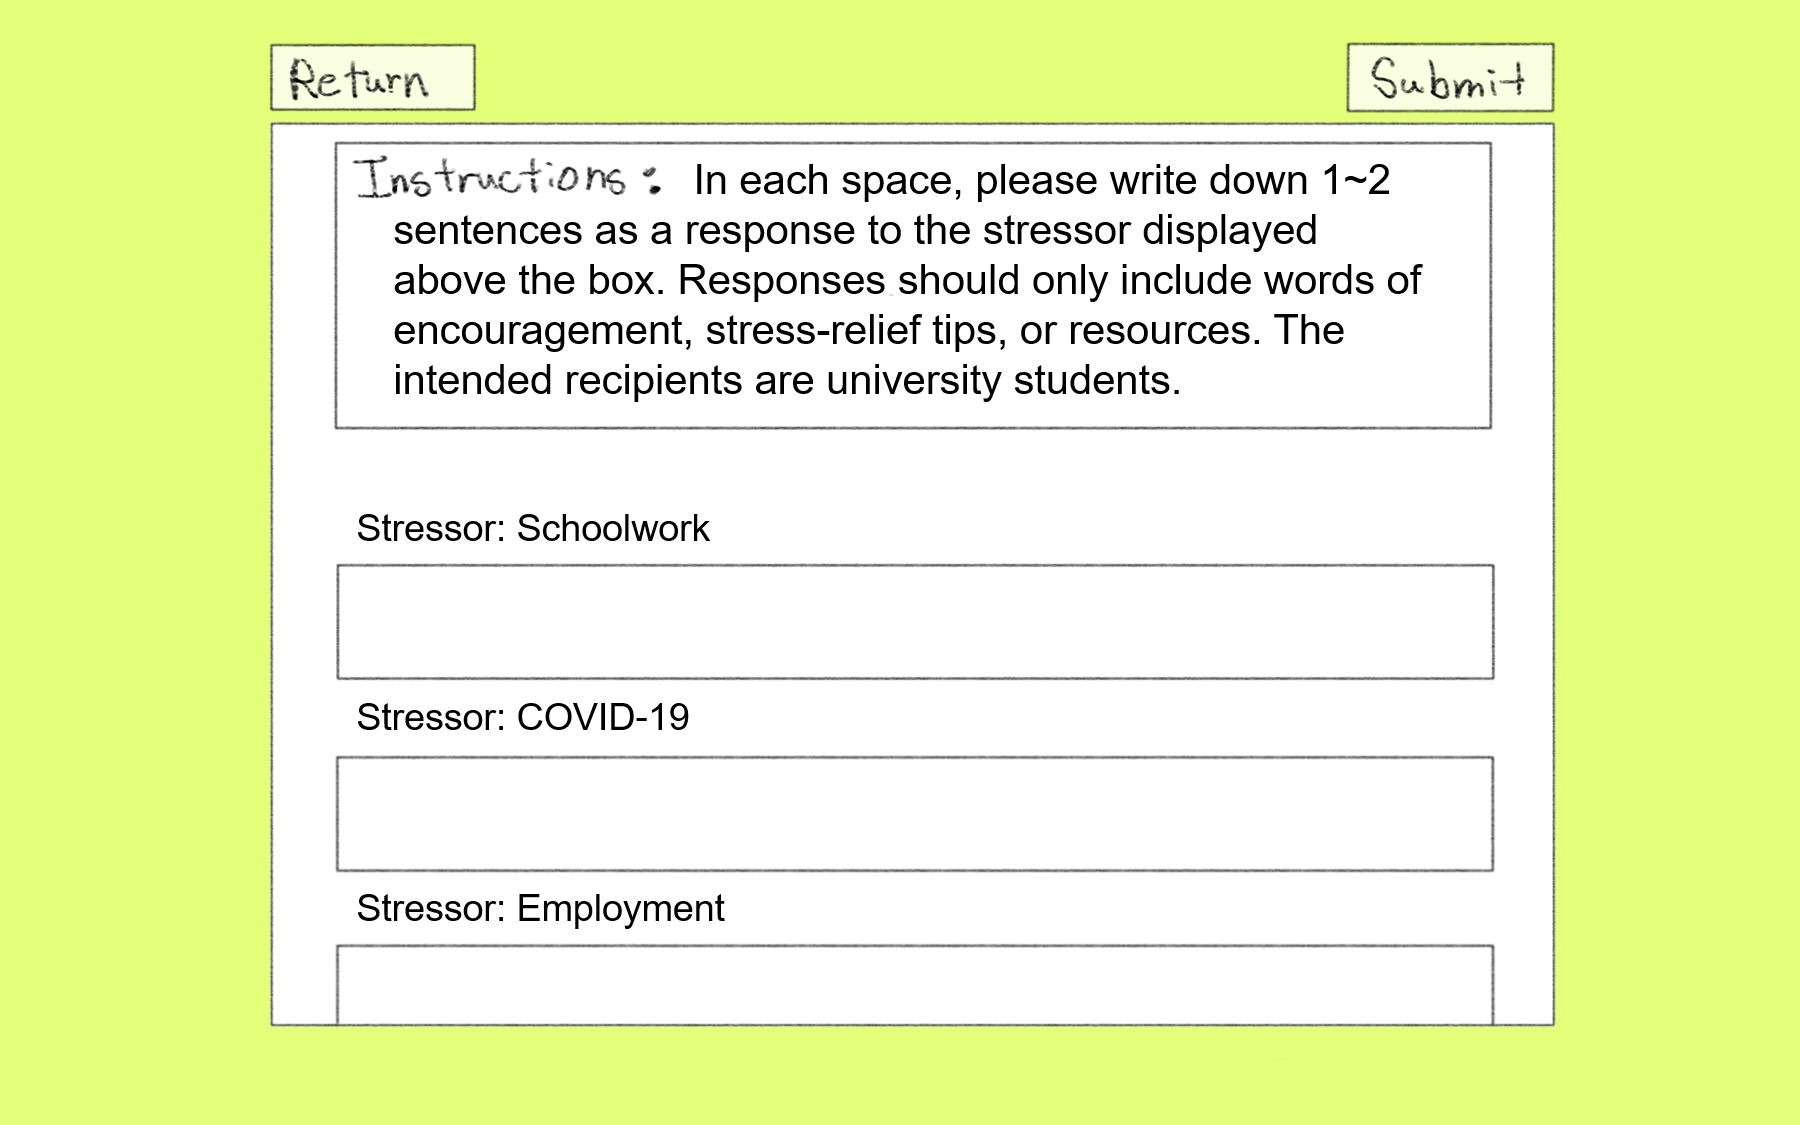 Return
Submit
Instructions: In each space, please write down 1~2
sentences as a response to the stressor displayed
above the box. Responses should only include words of
encouragement, stress-relief tips, or resources. The
intended recipients are university students.
Stressor: Schoolwork
Stressor: COVID-19
Stressor: Employment